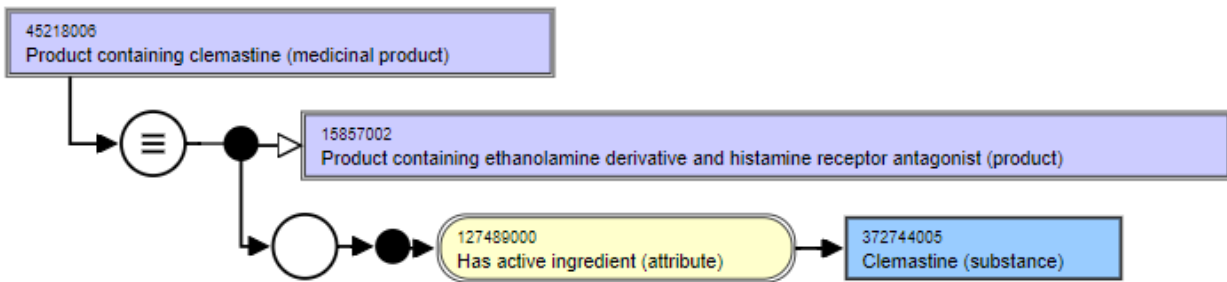 45218006
Product containing clemastine (medicinal product)
15857002
Product containing ethanolamine derivative and histamine receptor antagonist (product)
127489000
Has active ingredient (attribute)
372744005
Clemastine (substance)